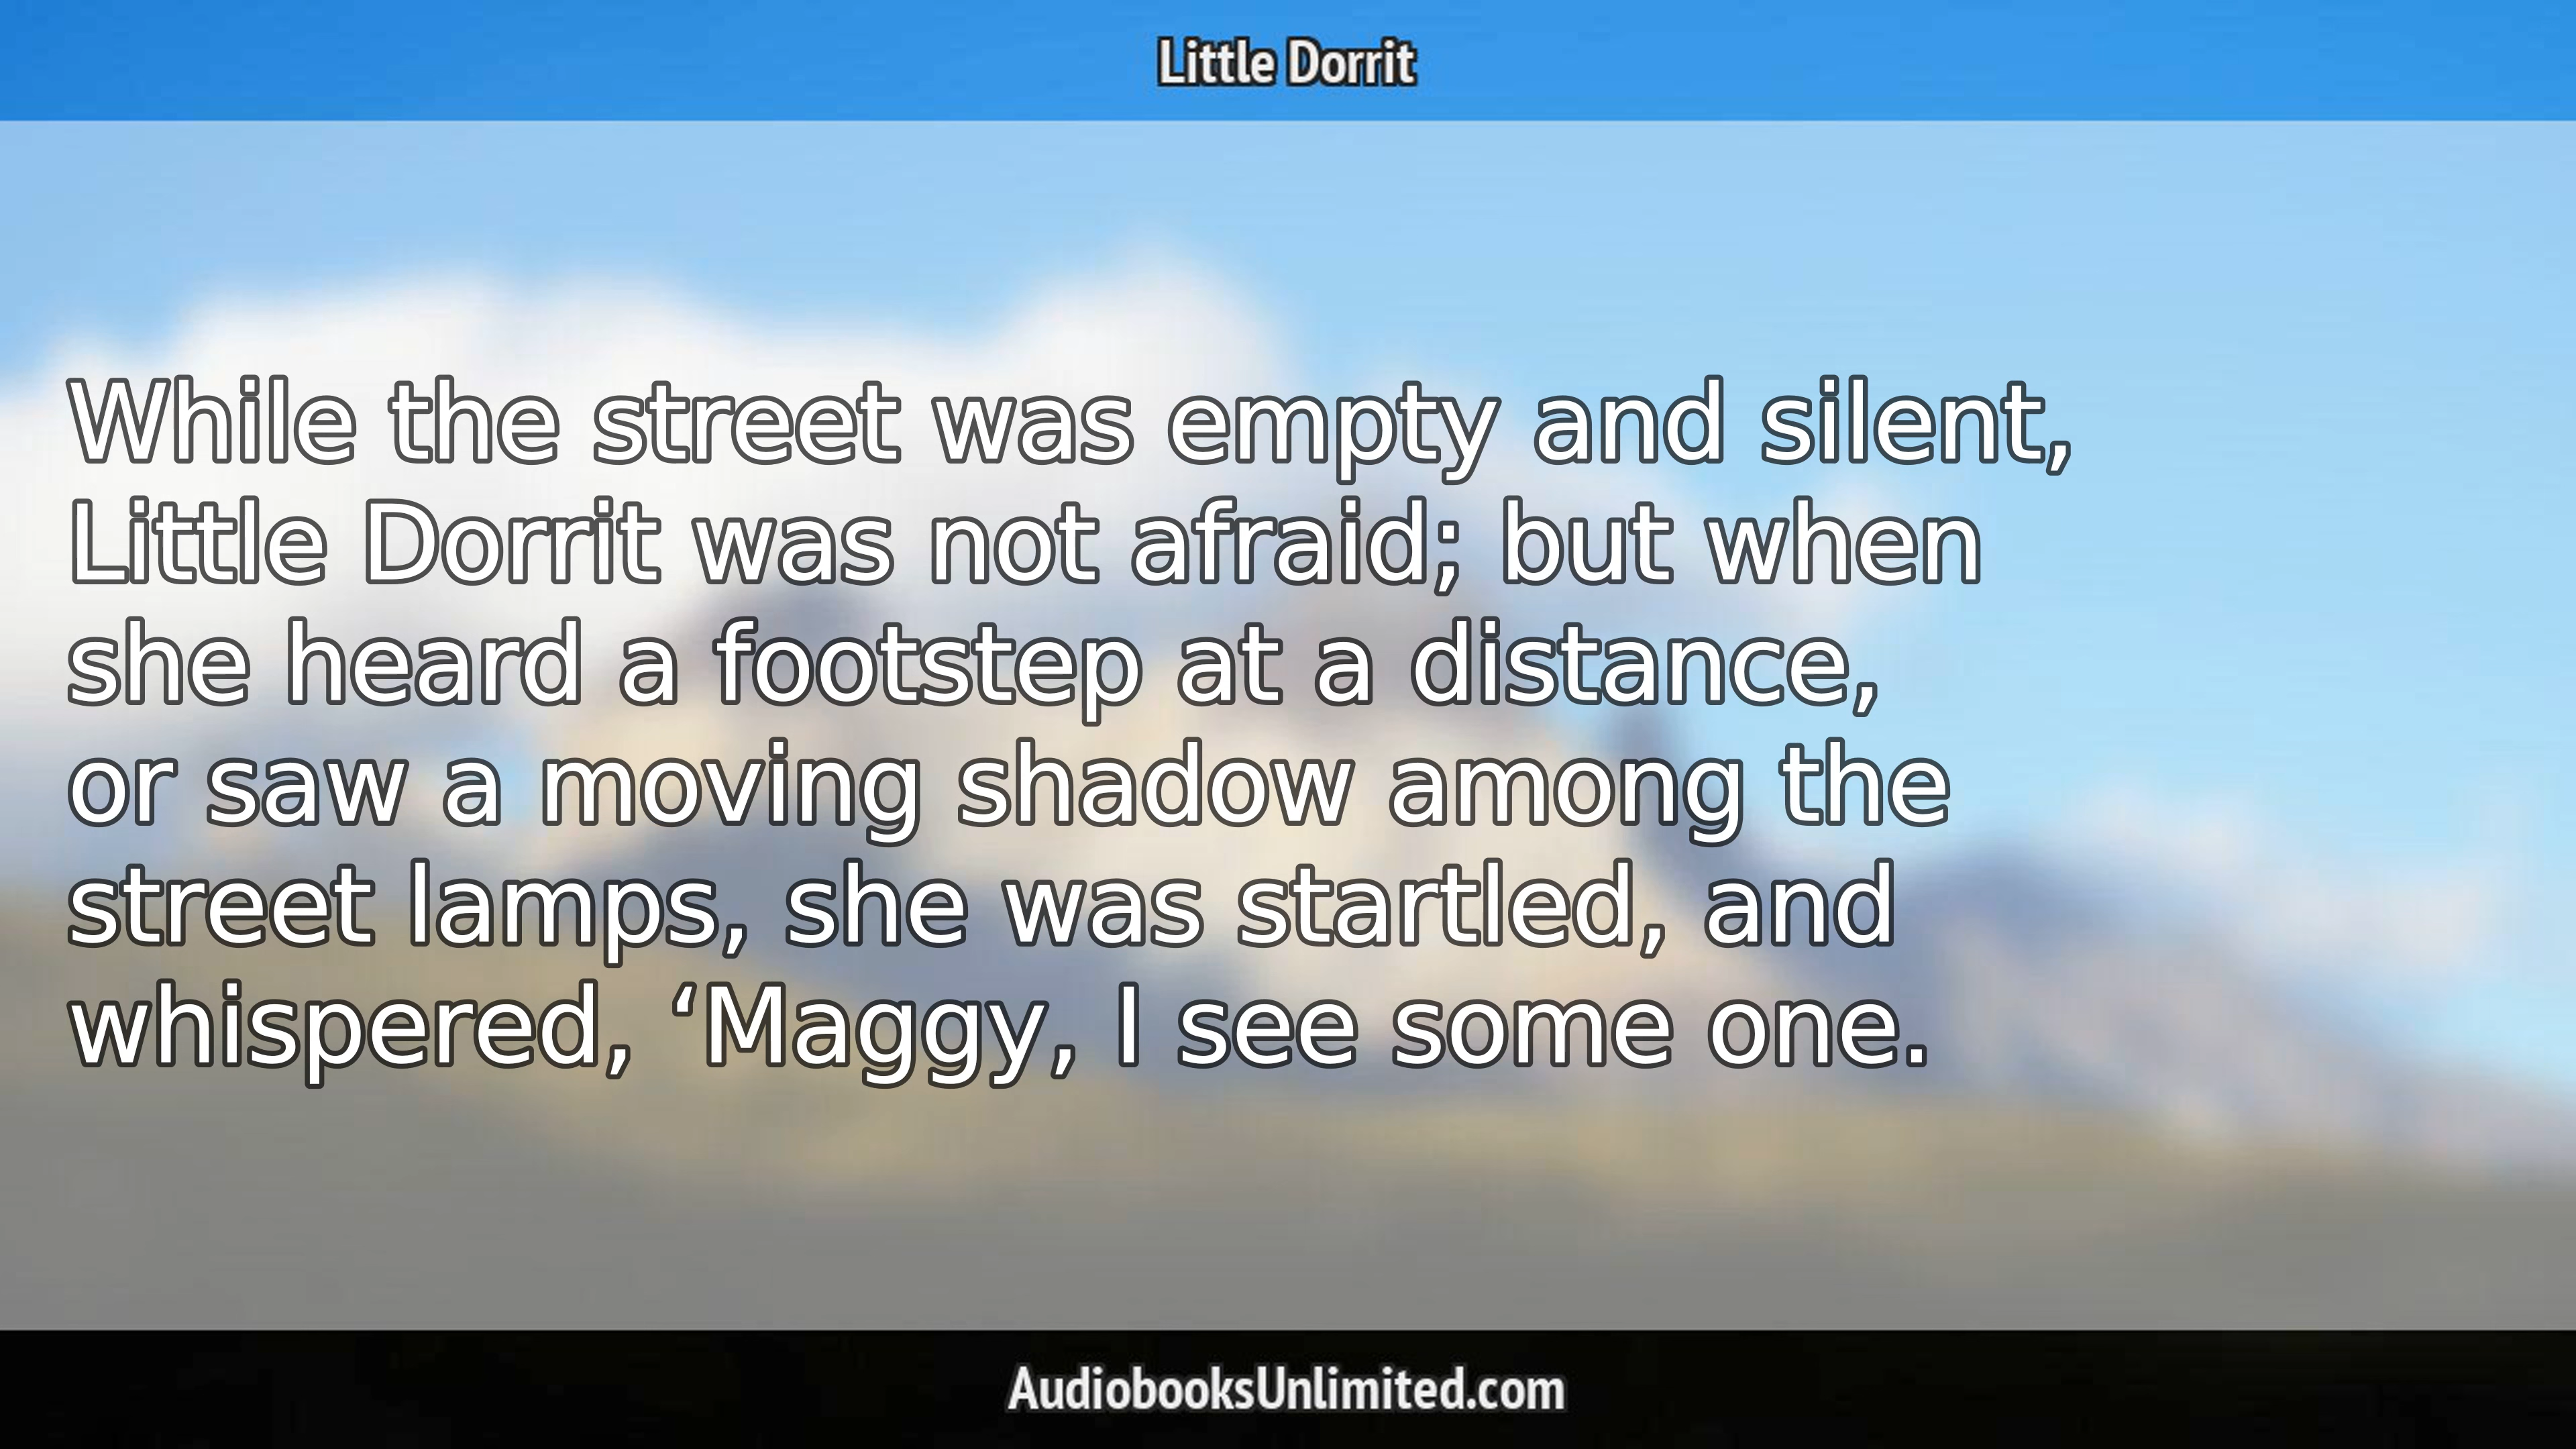 Little Dorrit
While the street was empty and silent,
Little Dorrit was not afraid; but when
she heard a footstep at a distance,
or saw a moving shadow among the
street lamps, she was startled, and
whispered, ‘Maggy, I see some one.
AudiobooksUnlimited.com